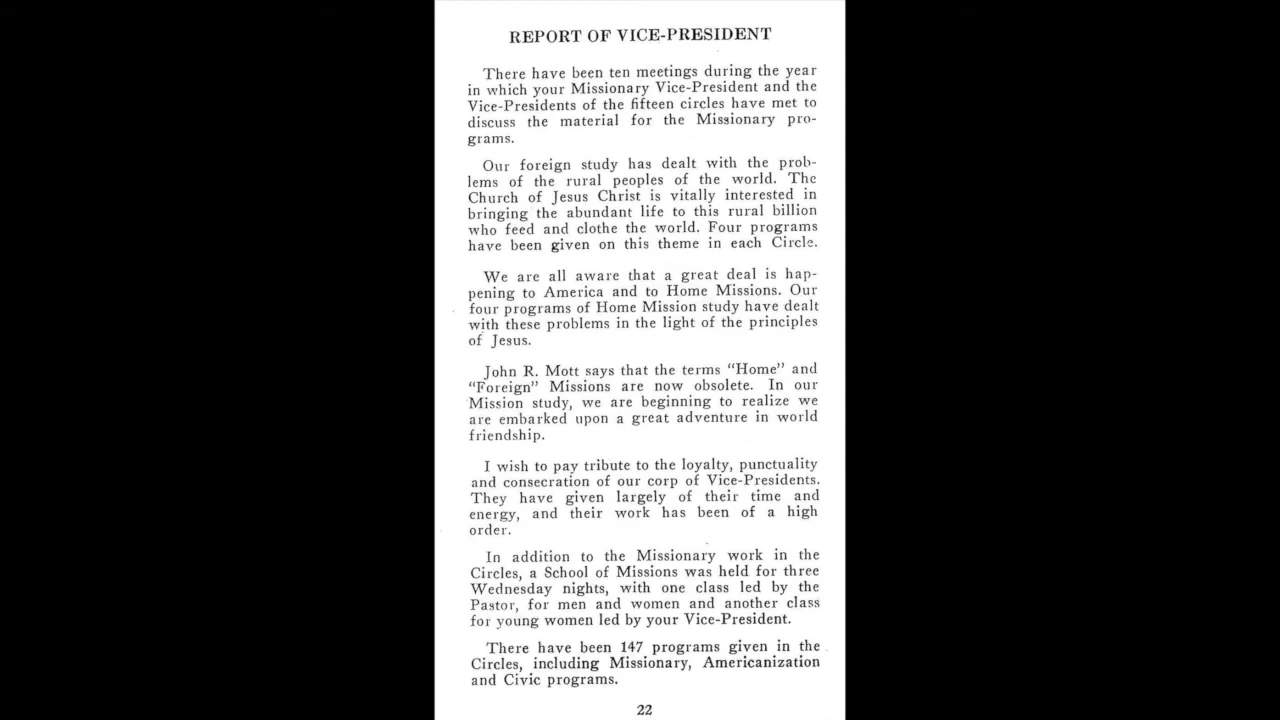 REPORT OF VICE-PRESIDENT
There have been ten meetings during the year
in which your Missionary Vice-President and the
Vice-Presidents of the fifteen circles have met to
discuss the material for the Missionary pro-
grams.
Our foreign study has dealt with the prob-
lems of the rural peoples of the world. The
Church of Jesus Christ is vitally interested in
bringing the abundant life to this rural billion
who feed and clothe the world. Four programs
have been given on this theme in each Circle.
We are all aware that a great deal is hap-
pening to America and to Home Missions. Our
four programs of Home Mission study have dealt
with these problems in the light of the principles
of Jesus.
John R. Mott says that the terms “Home” and
“Foreign” Missions are now obsolete. In our
Mission study, we are beginning to realize we
are embarked upon a great adventure in world
friendship.
I wish to pay tribute to the loyalty, punctuality
and consecration of our corp of Vice-Presidents.
They have given largely of their time and
energy, and their work has been of a high
order.
In addition to the Missionary work in the
Circles, a School of Missions was held for three
Wednesday nights, with one class led by the
Pastor, for men and women and another class
for young women led by your Vice-President.
There have been 147 programs given in the
Circles, including Missionary, Americanization
and Civic programs.
22